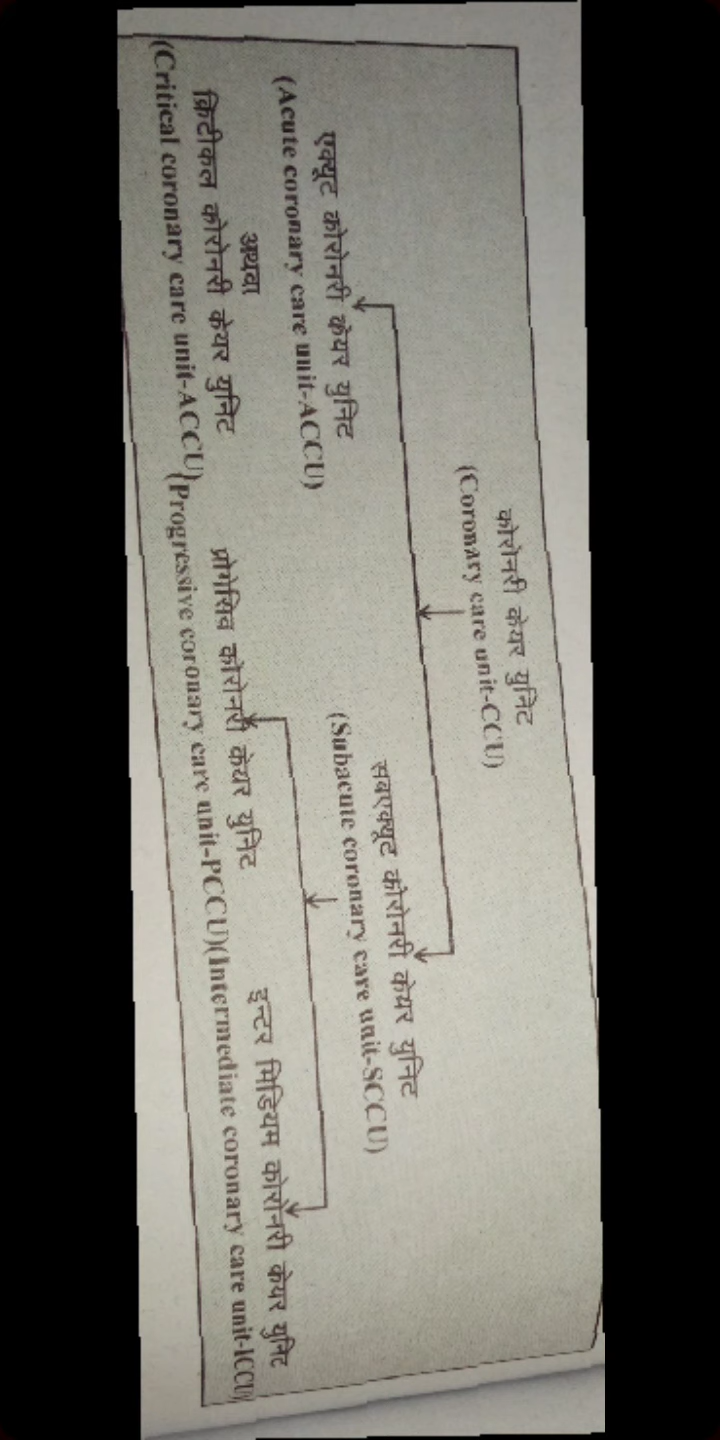 कोरोनरी केयर युनिट
(Coronary care unit-CCU)
एक्यूट कोरोनरी केयर युनिट
(Acute coronary care unit-ACCU)
अथवा
क्रिटीकल कोरोनरी केयर युनिट
(Critical coronary care unit-ACCU)
सबएक्यूट कोरोनरी केयर युनिट
(Subacute coronary care unit-SCCU)
प्रोग्रेसिव कोरोनरी केयर युनिट
(Progressive coronary care unit-PCCU)
इन्टर मिडियम कोरोनरी केयर युनिट
(Intermediate coronary care unit-ICCU)